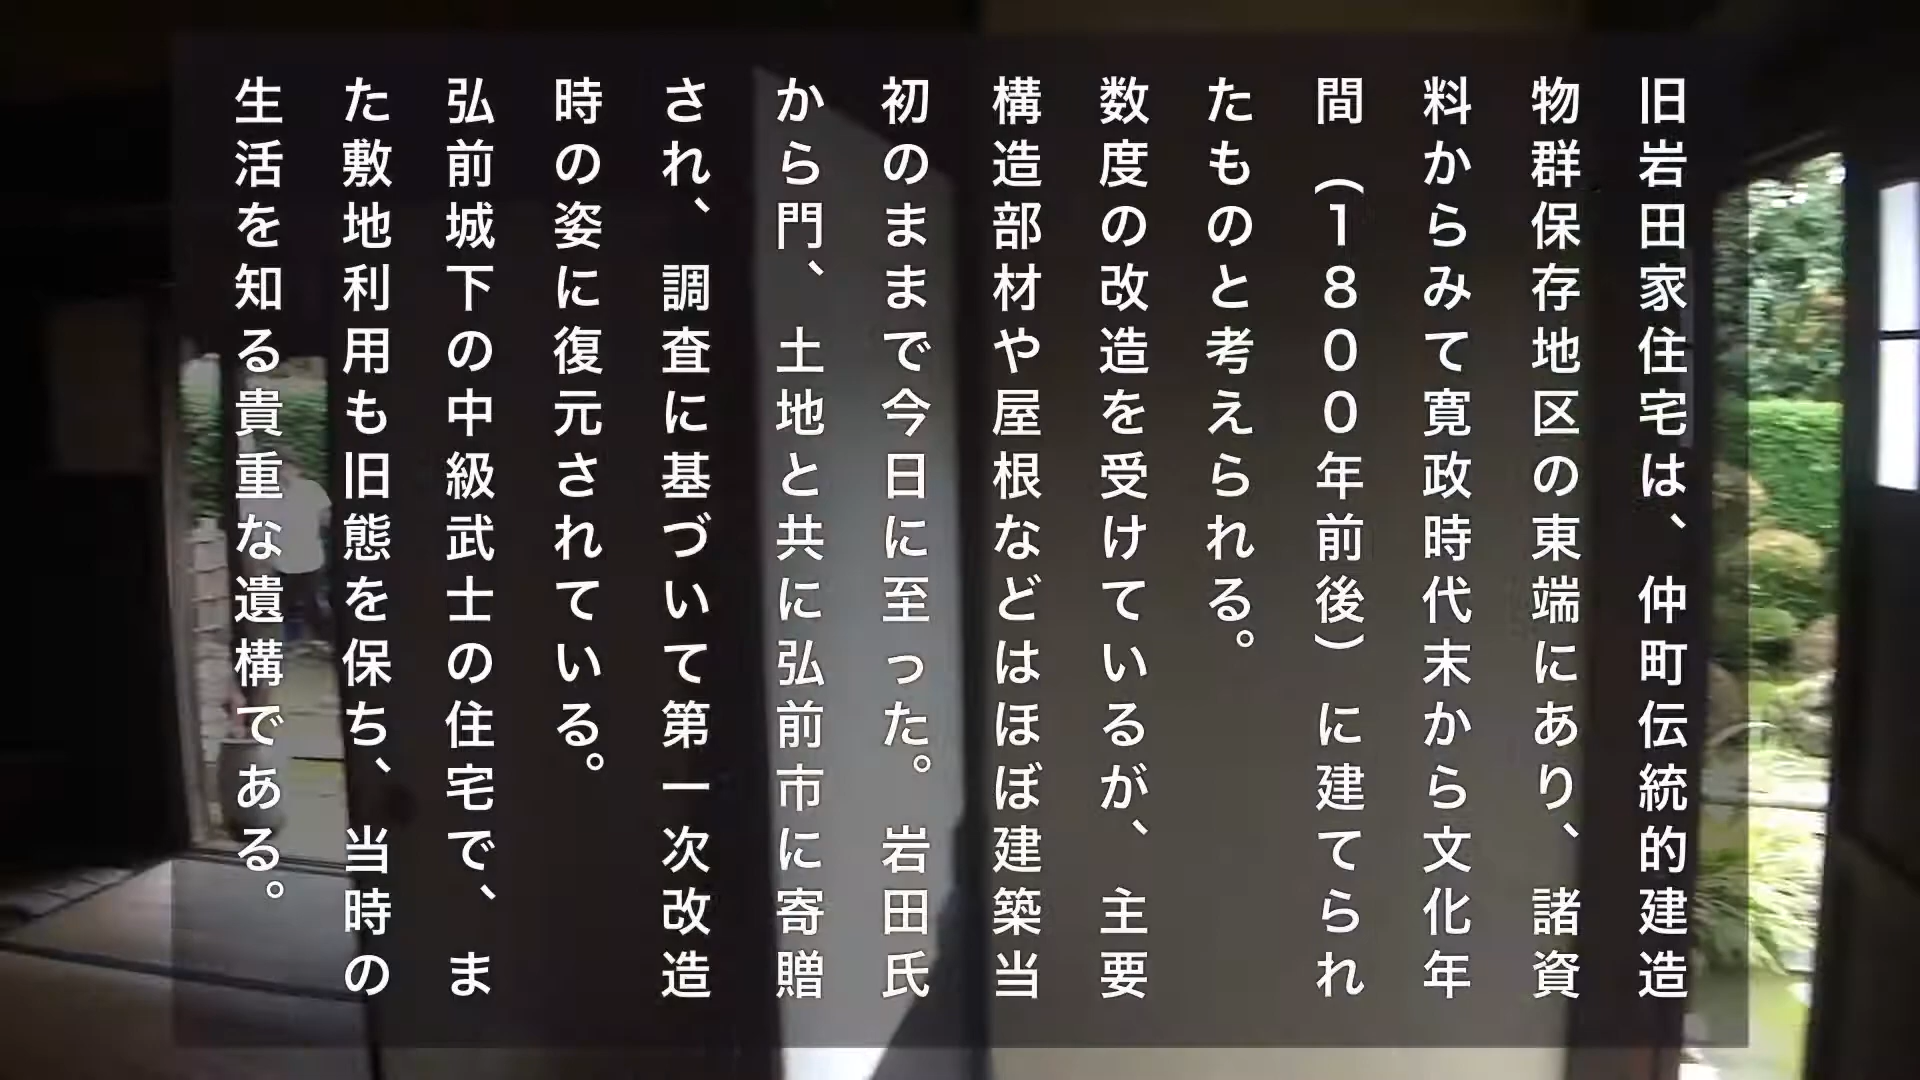 旧岩田家住宅は、仲町伝統的建造
物群保存地区の東端にあり、諸資
料からみて寛政時代末から文化年
間（１８００年前後）に建てられ
たものと考えられる。
数度の改造を受けているが、主要
構造部材や屋根などはほぼ建築当
初のままで今日に至った。岩田氏
から門、土地と共に弘前市に寄贈
され、調査に基づいて第一次改造
時の姿に復元されている。
弘前城下の中級武士の住宅で、ま
た敷地利用も旧態を保ち、当時の
生活を知る貴重な遺構である。